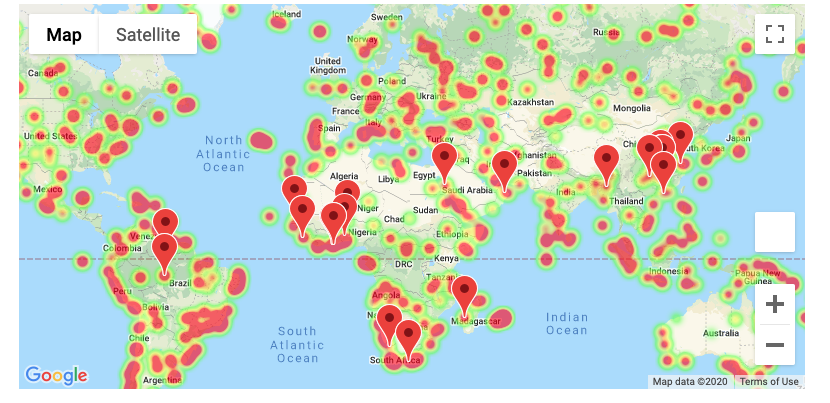 Map
Satellite
Iceland
Sweden
Russia
Norway
Canada
United
Kingdom
Poland
Germany
Ukraine
Kazakhstan
France
Mongolia
Italy
Spain
North
Atlantic
Ocean
United States
Turkey
Japan
South Korea
Afghanistan
Algeria
Libya
Egypt
Pakistan
Mexico
Saudi Arabia
India
Thailand
Niger
Chad
Sudan
Nigeria
Ethiopia
Colombia
Kenya
DRC
Indonesia
Papua New
Guinea
Tanzania
Brazil
Peru
Angola
Bolivia
Madagascar
Indian
Ocean
South
Atlantic
Ocean
Chile
Australia
South Africa
Argentina
Google
Map data ©2020
Terms of Use